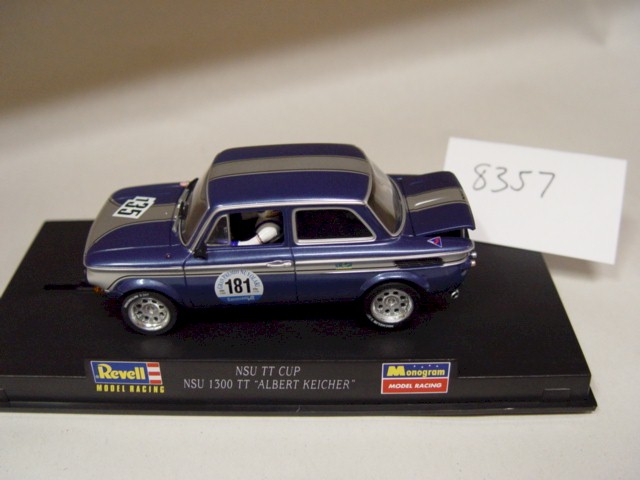 8357
135
181
Revell
MODEL RACING
NSU TT CUP
NSU 1300 TT "ALBERT KEICHER"
Monogram
MODEL RACING